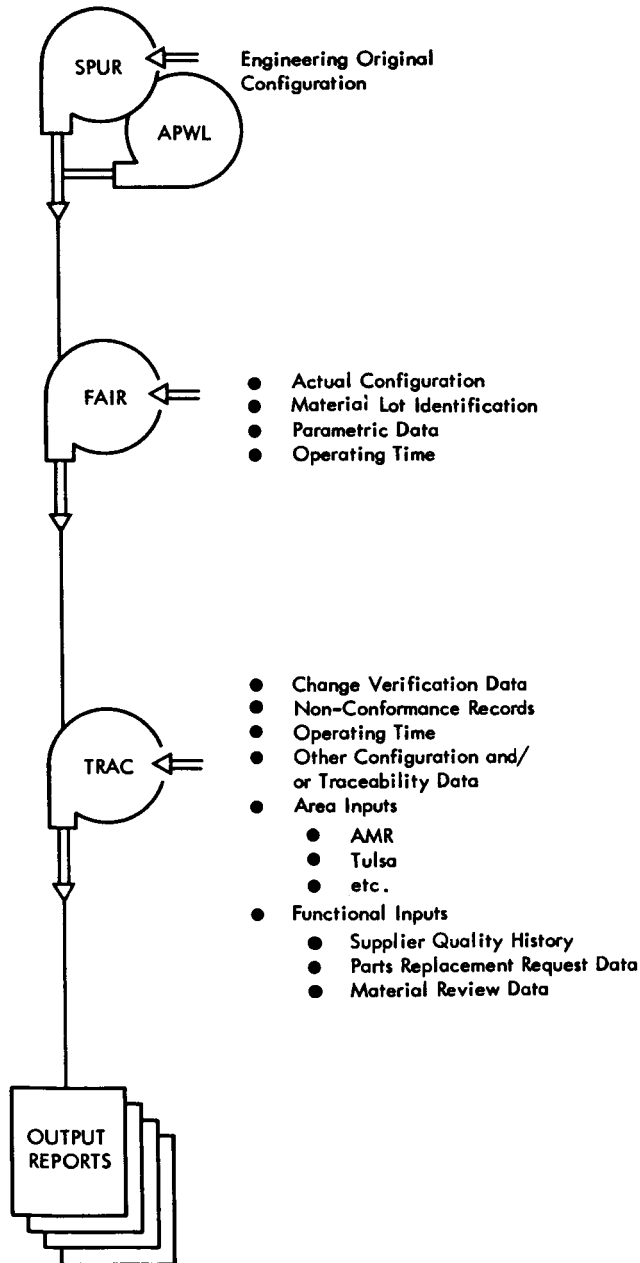 SPUR
Engineering Original
Configuration
APWL
FAIR
● Actual Configuration
● Material Lot Identification
● Parametric Data
● Operating Time
TRAC
● Change Verification Data
● Non-Conformance Records
● Operating Time
● Other Configuration and/
or Traceability Data
● Area Inputs
● AMR
● Tulsa
● etc.
● Functional Inputs
● Supplier Quality History
● Parts Replacement Request Data
● Material Review Data
OUTPUT
REPORTS